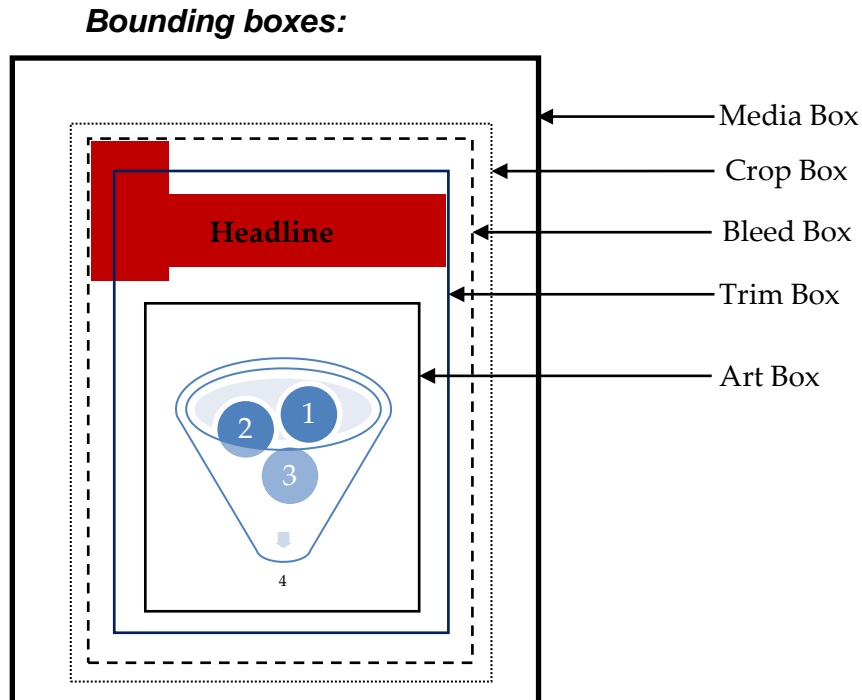 Bounding boxes:
Media Box
Crop Box
Headline
Bleed Box
Trim Box
Art Box
1
2
3
4